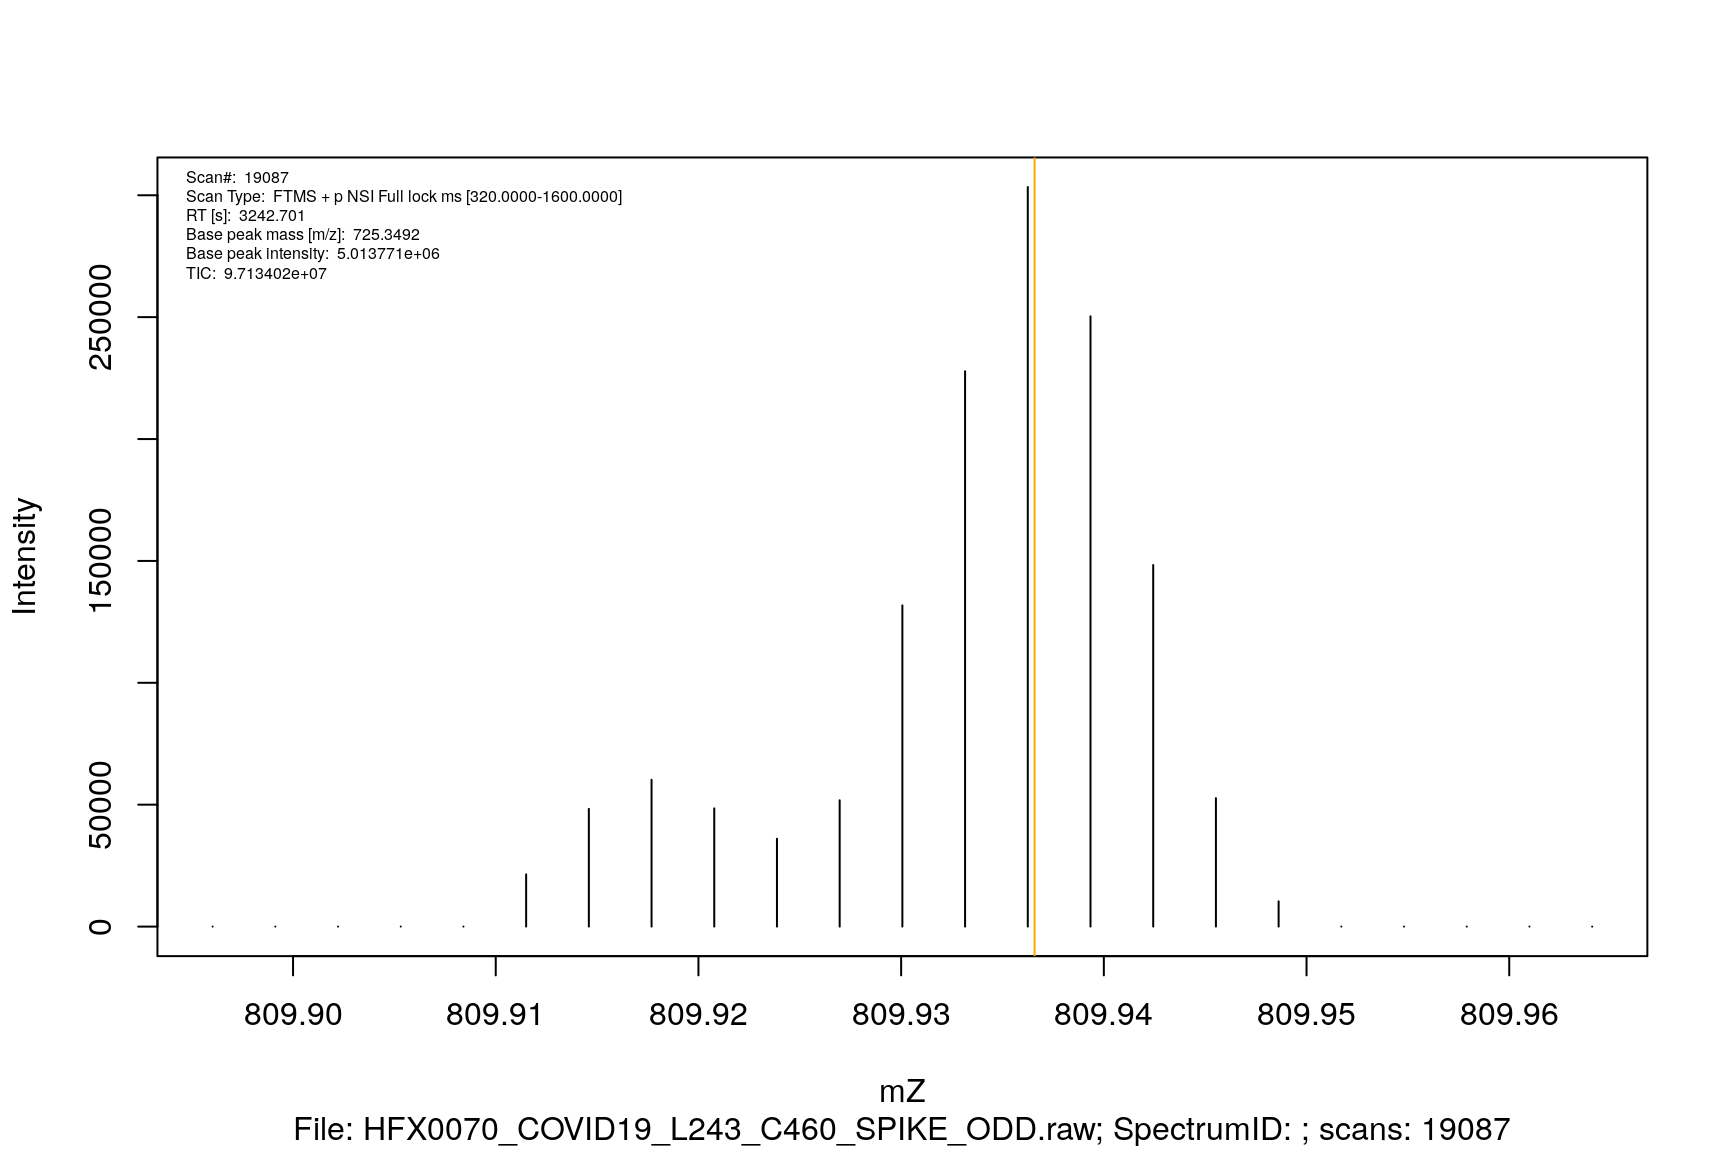 Scan#: 19087
Scan Type: FTMS + p NSI Full lock ms [320.0000-1600.0000]
RT [s]: 3242.701
Base peak mass [m/z]: 725.3492
Base peak intensity: 5.013771e+06
TIC: 9.713402e+07
Intensity
250000
150000
50000
0
809.90 809.91 809.92 809.93 809.94 809.95 809.96
mZ
File: HFX0070_COVID19_L243_C460_SPIKE_ODD.raw; SpectrumID: ; scans: 19087